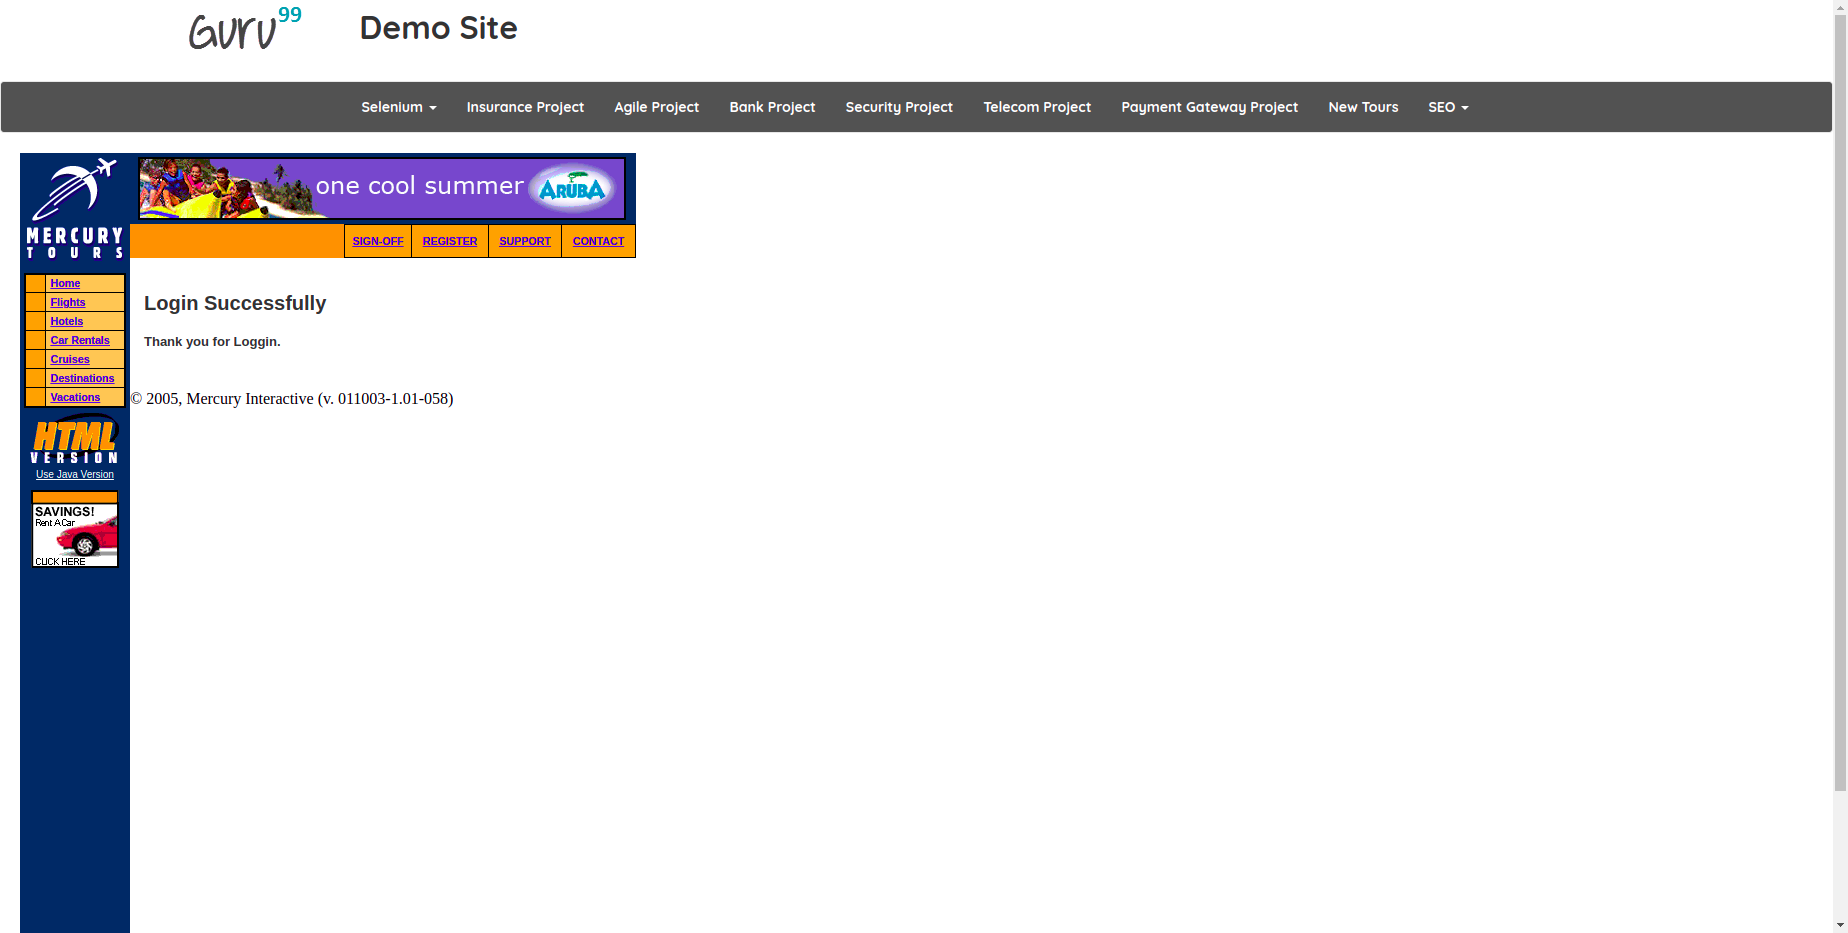 Guru99
Demo Site
Selenium
Insurance Project
Agile Project
Bank Project
Security Project
Telecom Project
Payment Gateway Project
New Tours
SEO
one cool summer
ARUBA
MERCURY
TOURS
SIGN-OFF
REGISTER
SUPPORT
CONTACT
Home
Flights
Hotels
Car Rentals
Cruises
Destinations
Vacations
Login Successfully
Thank you for Loggin.
© 2005, Mercury Interactive (v. 011003-1.01-058)
HTML
VERSION
Use Java Version
SAVINGS!
Rent A Car
CLICK HERE